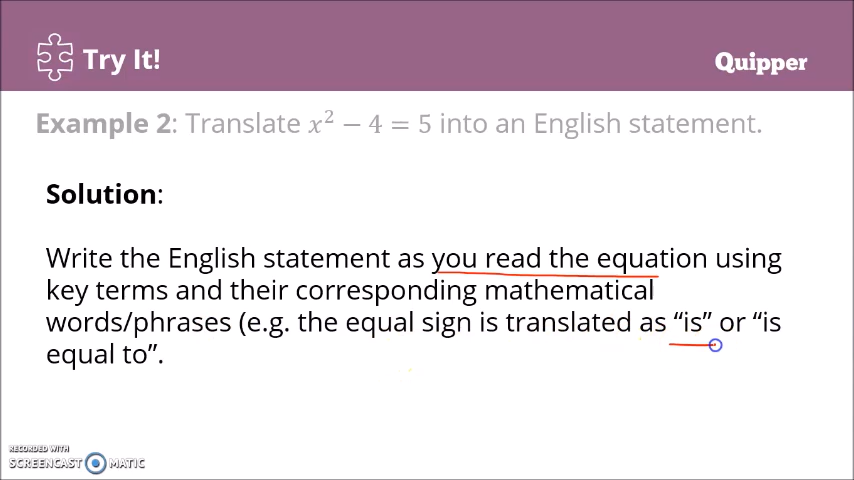 Try It!
Quipper
Example 2: Translate x² − 4 = 5 into an English statement.
Solution:
Write the English statement as you read the equation using
key terms and their corresponding mathematical
words/phrases (e.g. the equal sign is translated as “is” or “is
equal to”.
RECORDED WITH
SCREENCAST MATIC